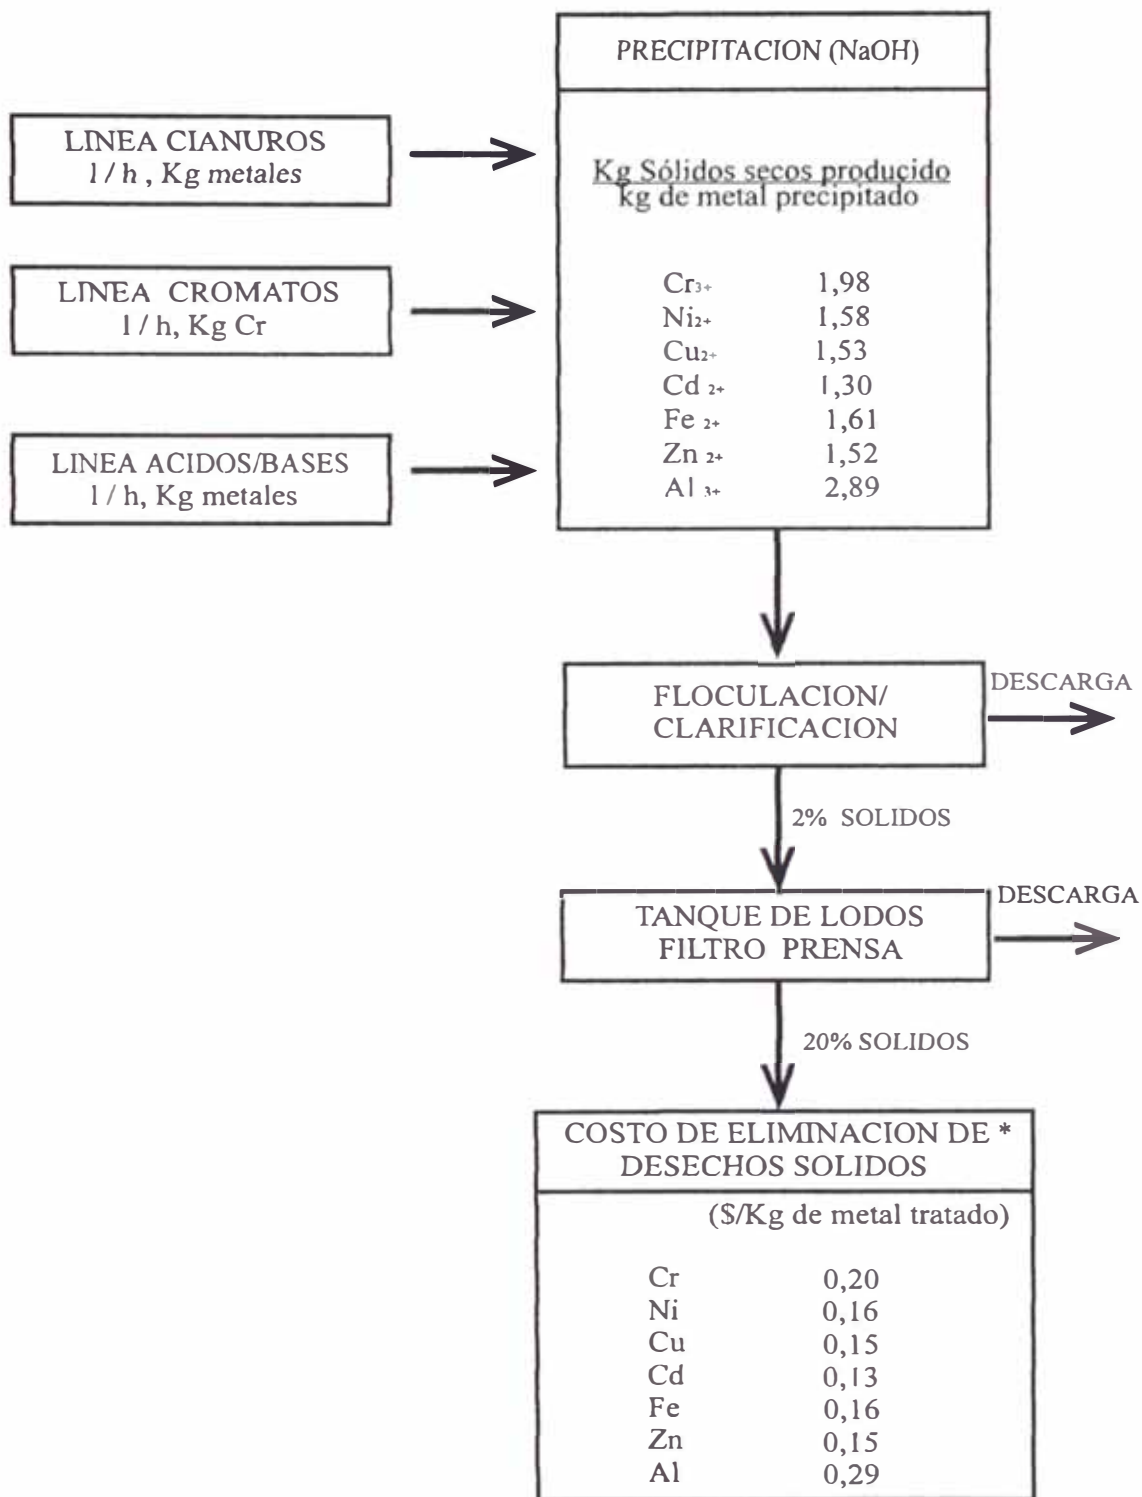 PRECIPITACION (NaOH)
LINEA CIANUROS
l / h , Kg metales
Kg Sólidos secos producido
kg de metal precipitado
LINEA CROMATOS
l / h, Kg Cr
Cr3+ 1,98
Ni2+ 1,58
Cu2+ 1,53
Cd 2+ 1,30
Fe 2+ 1,61
Zn 2+ 1,52
Al 3+ 2,89
LINEA ACIDOS/BASES
l / h, Kg metales
FLOCULACION/
CLARIFICACION
DESCARGA
2% SOLIDOS
TANQUE DE LODOS
FILTRO PRENSA
DESCARGA
20% SOLIDOS
COSTO DE ELIMINACION DE *
DESECHOS SOLIDOS
($/Kg de metal tratado)
Cr 0,20
Ni 0,16
Cu 0,15
Cd 0,13
Fe 0,16
Zn 0,15
Al 0,29